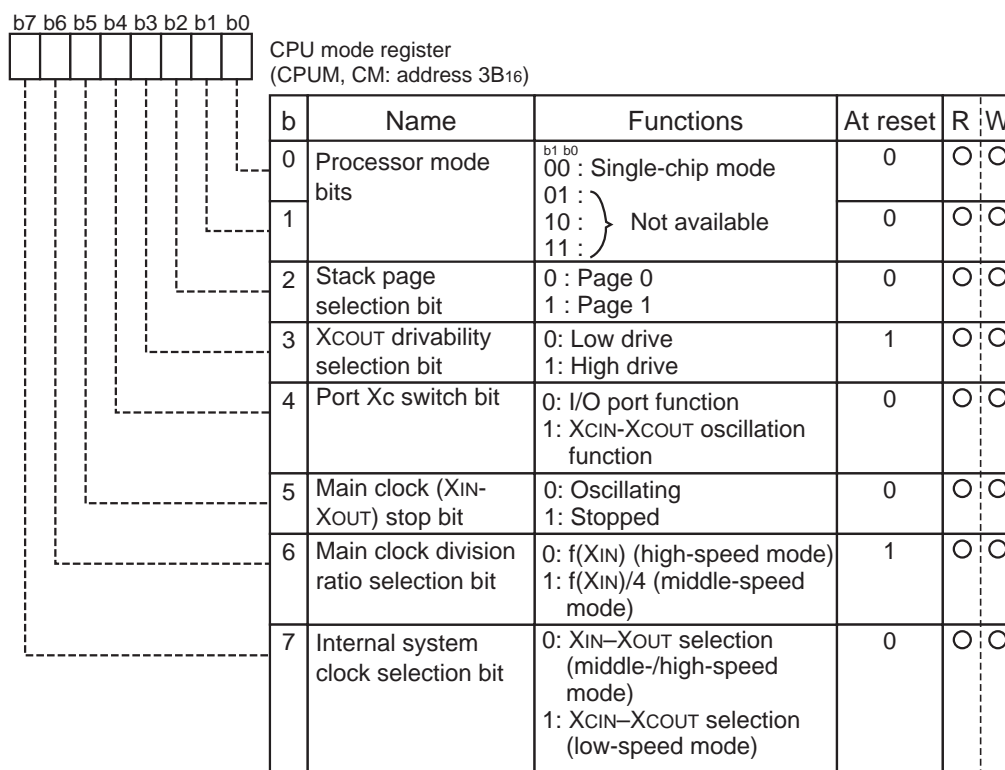 b7 b6 b5 b4 b3 b2 b1 b0
CPU mode register
(CPUM, CM: address 3B16)
b Name Functions At reset R W
0 Processor mode bits
b1 b0
00 : Single-chip mode
01 :
10 : Not available
11 :
0
1 0
2 Stack page
selection bit
0 : Page 0
1 : Page 1
0
3 XCOUT drivability
selection bit
0: Low drive
1: High drive
1
4 Port Xc switch bit
0: I/O port function
1: XCIN-XCOUT oscillation
function
0
5 Main clock (XIN-
XOUT) stop bit
0: Oscillating
1: Stopped
0
6 Main clock division
ratio selection bit
0: f(XIN) (high-speed mode)
1: f(XIN)/4 (middle-speed
mode)
1
7 Internal system
clock selection bit
0: XIN–XOUT selection
(middle-/high-speed
mode)
1: XCIN–XCOUT selection
(low-speed mode)
0